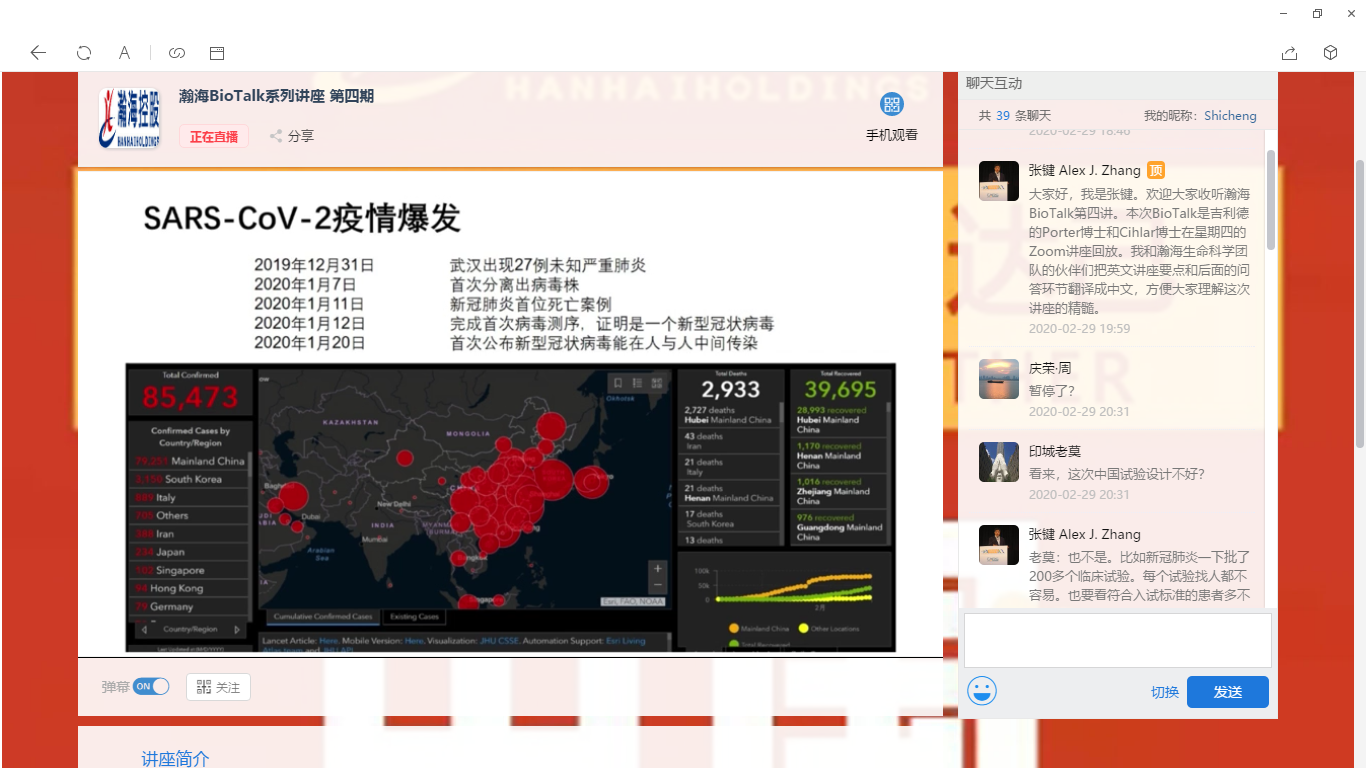 HANHAIHOLDINGS
瀚海控股
HANHAIHOLDINGS
瀚海BioTalk系列讲座 第四期
正在直播
分享
手机观看
SARS-CoV-2疫情爆发
2019年12月31日 武汉出现27例未知严重肺炎
2020年1月7日 首次分离出病毒株
2020年1月11日 新冠肺炎首位死亡案例
2020年1月12日 完成首次病毒测序，证明是一个新型冠状病毒
2020年1月20日 首次公布新型冠状病毒能在人与人中间传染
Total Confirmed
85,473
Confirmed Cases by
Country/Region
79,251 Mainland China
3,150 South Korea
889 Italy
705 Others
388 Iran
234 Japan
102 Singapore
94 Hong Kong
79 Germany
Country/Region
KAZAKHSTAN
MONGOLIA
Okhotsk
Baghdad
Dubai
New Delhi
INDIA
Mumbai
Arabian
Sea
Esri, FAO, NOAA
Cumulative Confirmed Cases
Existing Cases
Lancet Article: Here. Mobile Version: Here. Visualization: JHU CSSE. Automation Support: Esri Living
Atlas team and
Total Deaths
2,933
2,727 deaths
Hubei Mainland China
43 deaths
Iran
21 deaths
Italy
21 deaths
Henan Mainland China
17 deaths
South Korea
13 deaths
Total Recovered
39,695
28,993 recovered
Hubei Mainland
China
1,170 recovered
Henan Mainland
China
1,016 recovered
Zhejiang Mainland
China
976 recovered
Guangdong Mainland
China
100k
50k
0
2月
Mainland China
Other Locations
Total Recovered
弹幕
ON
关注
讲座简介
聊天互动
共 39 条聊天
我的昵称: Shicheng
2020-02-29 18:46
张键 Alex J. Zhang 顶
大家好，我是张键。欢迎大家收听瀚海
BioTalk第四讲。本次BioTalk是吉利德
的Porter博士和Cihlar博士在星期四的
Zoom讲座回放。我和瀚海生命科学团
队的伙伴们把英文讲座要点和后面的问
答环节翻译成中文，方便大家理解这次
讲座的精髓。
2020-02-29 19:59
庆荣·周
暂停了？
2020-02-29 20:31
印城老莫
看来，这次中国试验设计不好？
2020-02-29 20:31
张键 Alex J. Zhang
老莫：也不是。比如新冠肺炎一下批了
200多个临床试验。每个试验找人都不
容易。也要看符合入试标准的患者多不
切换
发送